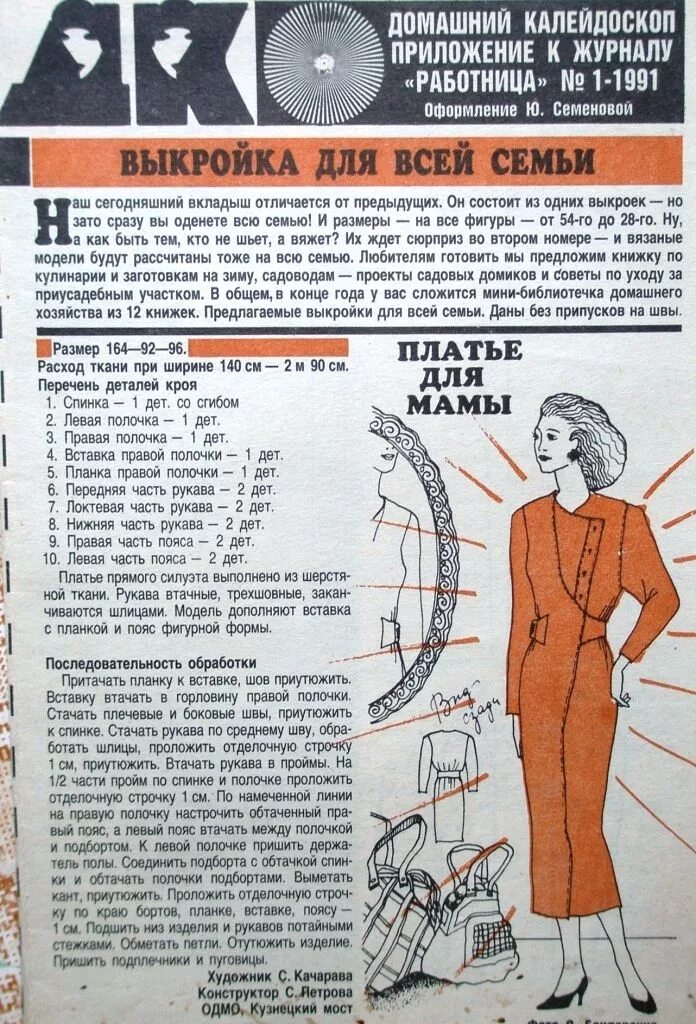 ДК
ДОМАШНИЙ КАЛЕЙДОСКОП
ПРИЛОЖЕНИЕ К ЖУРНАЛУ
«РАБОТНИЦА» № 1-1991
Оформление Ю. Семеновой
ВЫКРОЙКА ДЛЯ ВСЕЙ СЕМЬИ
Наш сегодняшний вкладыш отличается от предыдущих. Он состоит из одних выкроек — но
зато сразу вы оденете всю семью! И размеры — на все фигуры — от 54-го до 28-го. Ну,
а как быть тем, кто не шьет, а вяжет? Их ждет сюрприз во втором номере — и вязаные
модели будут рассчитаны тоже на всю семью. Любителям готовить мы предложим книжку по
кулинарии и заготовкам на зиму, садоводам — проекты садовых домиков и советы по уходу за
приусадебным участком. В общем, в конце года у вас сложится мини-библиотечка домашнего
хозяйства из 12 книжек. Предлагаемые выкройки для всей семьи. Даны без припусков на швы.
Размер 164—92—96.
Расход ткани при ширине 140 см — 2 м 90 см.
Перечень деталей кроя
1. Спинка — 1 дет. со сгибом
2. Левая полочка — 1 дет.
3. Правая полочка — 1 дет.
4. Вставка правой полочки — 1 дет.
5. Планка правой полочки — 1 дет.
6. Передняя часть рукава — 2 дет.
7. Локтевая часть рукава — 2 дет.
8. Нижняя часть рукава — 2 дет.
9. Правая часть пояса — 2 дет.
10. Левая часть пояса — 2 дет.
Платье прямого силуэта выполнено из шерстя-
ной ткани. Рукава втачные, трехшовные, закан-
чиваются шлицами. Модель дополняют вставка
с планкой и пояс фигурной формы.
Последовательность обработки
Притачать планку к вставке, шов приутюжить.
Вставку втачать в горловину правой полочки.
Стачать плечевые и боковые швы, приутюжить
к спинке. Стачать рукава по среднему шву, обра-
ботать шлицы, проложить отделочную строчку
1 см, приутюжить. Втачать рукава в проймы. На
1/2 части пройм по спинке и полочке проложить
отделочную строчку 1 см. По намеченной линии
на правую полочку настрочить обтаченный пра-
вый пояс, а левый пояс втачать между полочкой
и подбортом. К левой полочке пришить держа-
тель полы. Соединить подборта с обтачкой спин-
ки и обтачать полочки подбортами. Выметать
кант, приутюжить. Проложить отделочную строч-
ку по краю бортов, планке, вставке, поясу —
1 см. Подшить низ изделия и рукавов потайными
стежками. Обметать петли. Отутюжить изделие.
Пришить подплечники и пуговицы.
Художник С. Качарава
Конструктор С. Петрова
ОДМО, Кузнецкий мост
ПЛАТЬЕ
ДЛЯ
МАМЫ
Вид
сзади